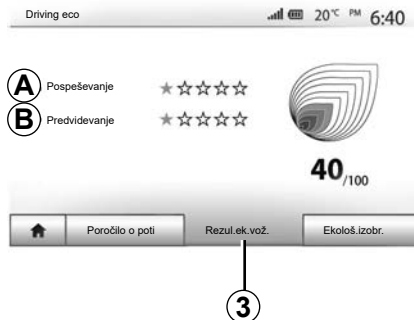 Driving eco 20°C PM 6:40
A Pospeševanje
B Predvidevanje
40/100
Poročilo o poti Rezul.ek.vož. Ekološ.izobr.
3